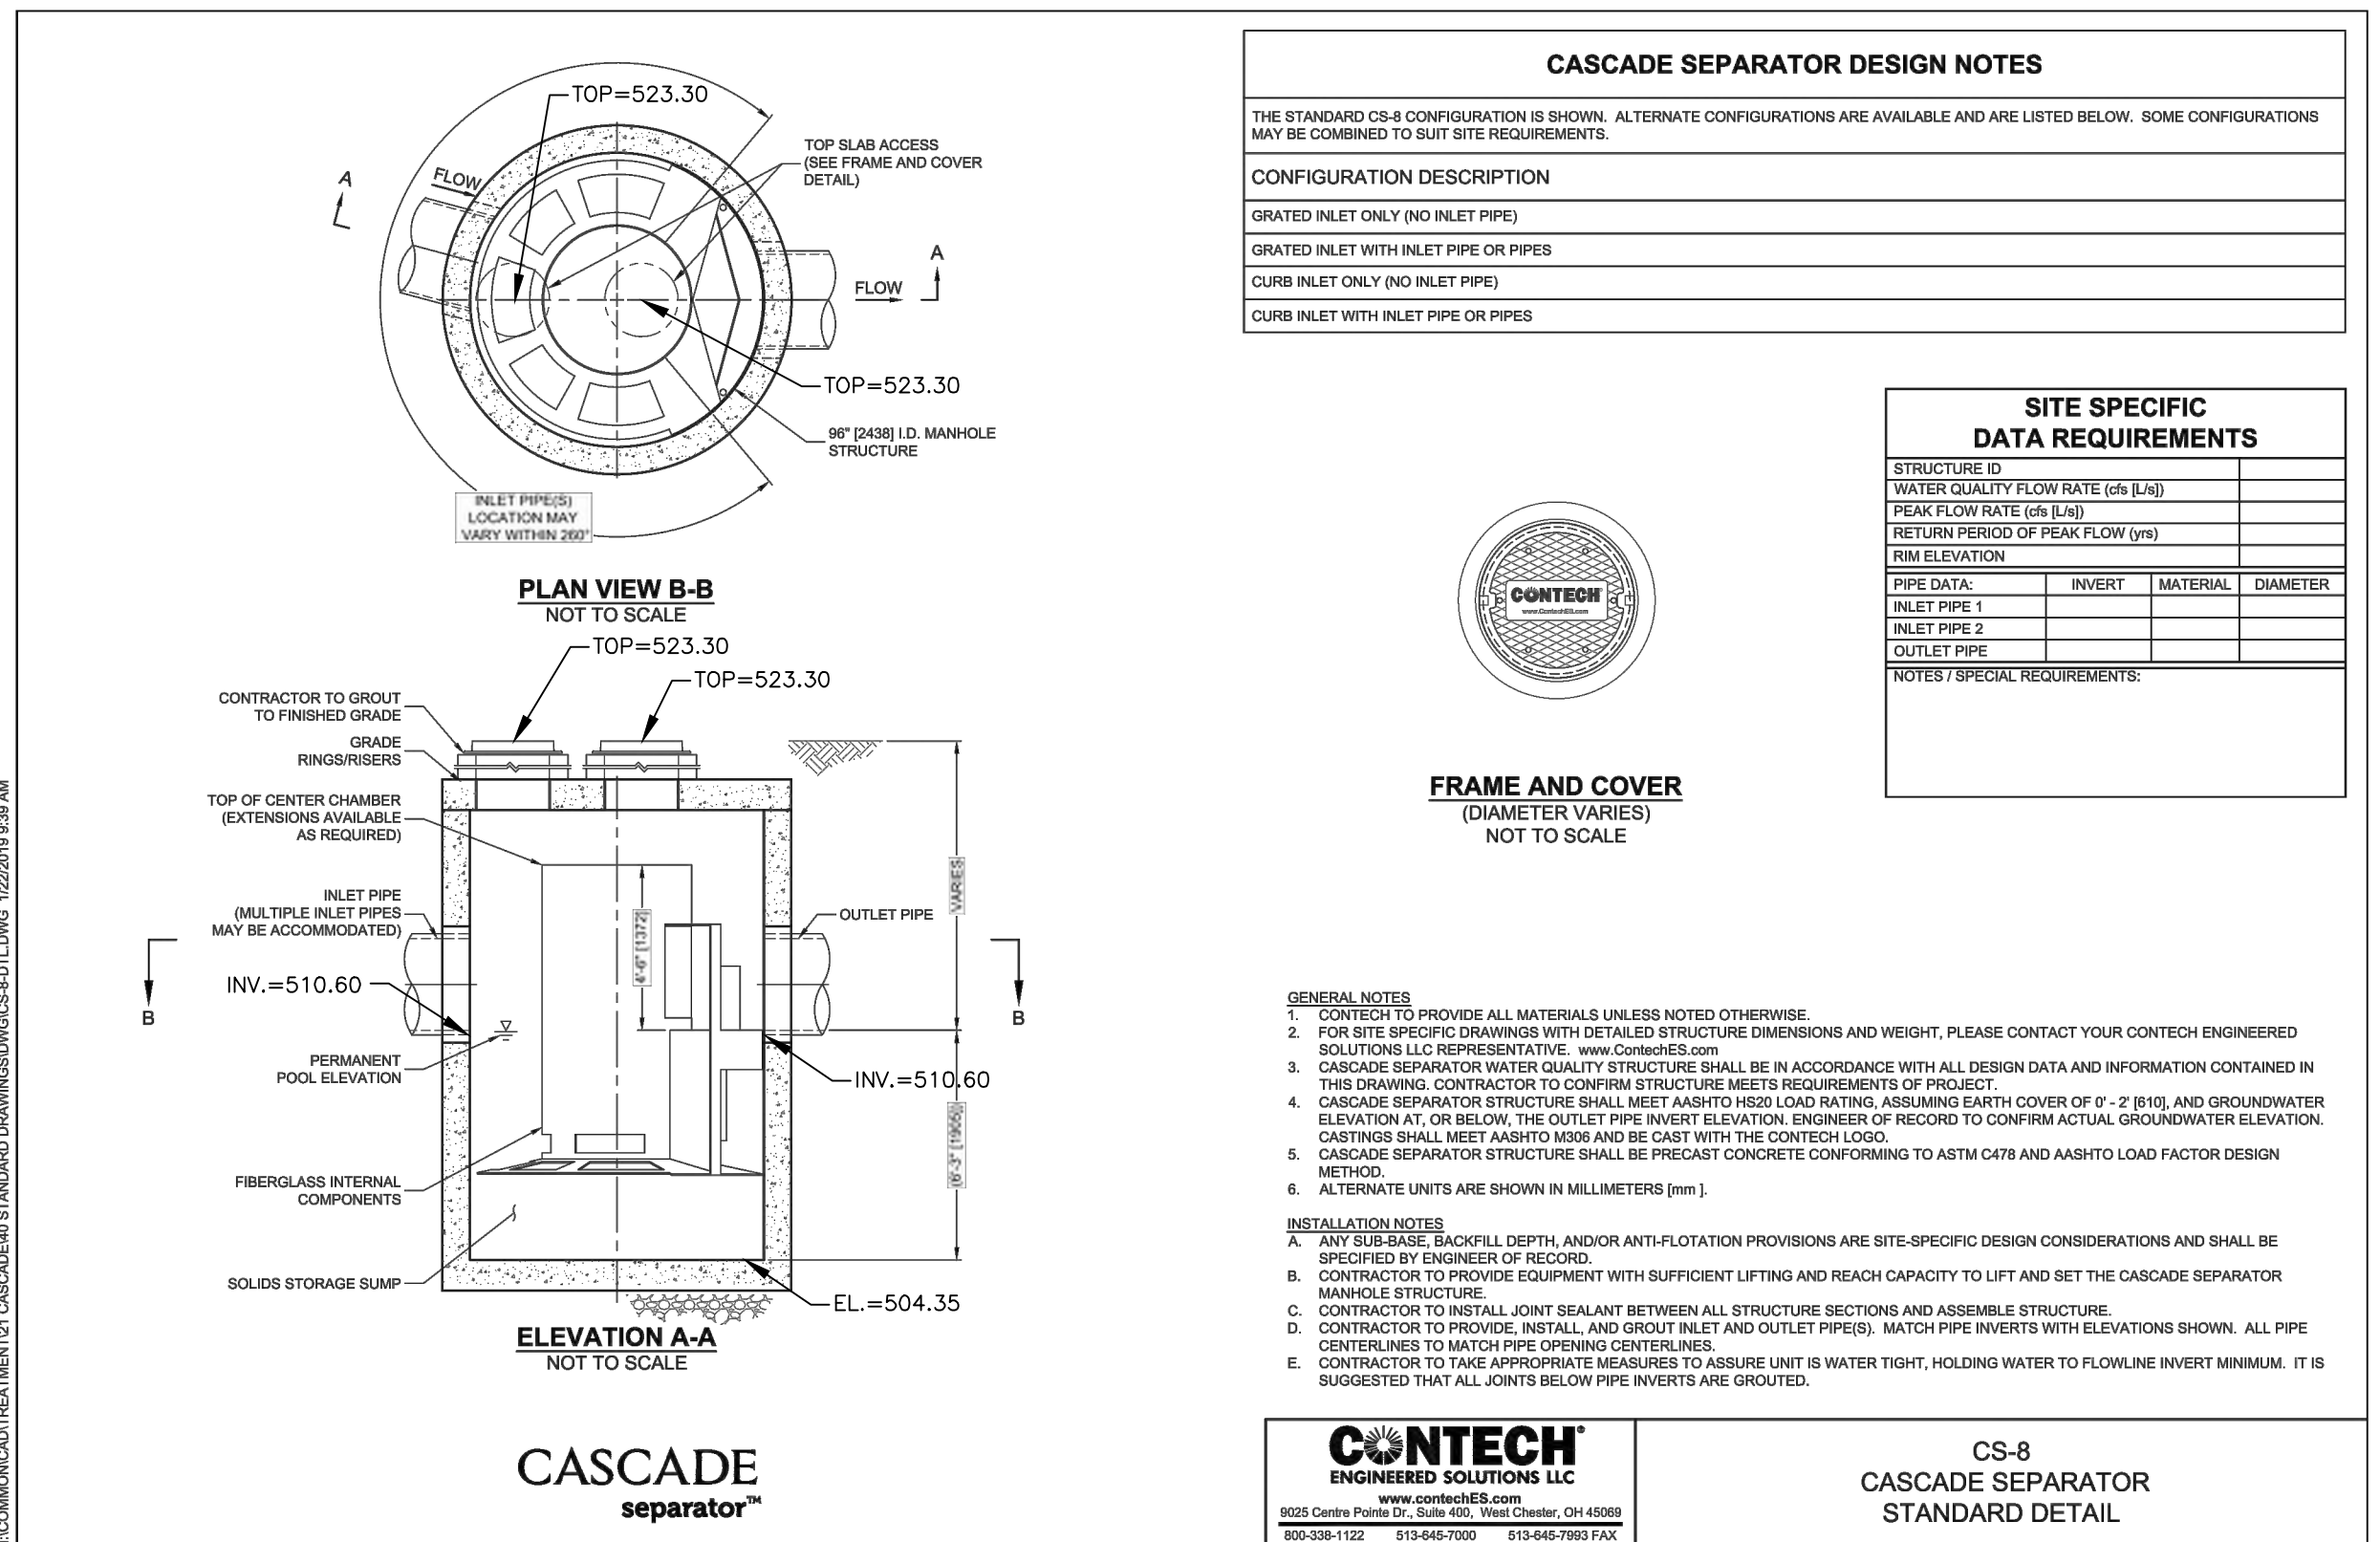 TOP=523.30
TOP SLAB ACCESS
(SEE FRAME AND COVER
DETAIL)
A
FLOW
A
FLOW
TOP=523.30
96" [2438] I.D. MANHOLE
STRUCTURE
INLET PIPE(S)
LOCATION MAY
VARY WITHIN 260°
PLAN VIEW B-B
NOT TO SCALE
TOP=523.30
TOP=523.30
CONTRACTOR TO GROUT
TO FINISHED GRADE
GRADE
RINGS/RISERS
TOP OF CENTER CHAMBER
(EXTENSIONS AVAILABLE
AS REQUIRED)
VARIES
INLET PIPE
(MULTIPLE INLET PIPES
MAY BE ACCOMMODATED)
4'-6" [1372]
OUTLET PIPE
INV.=510.60
B
B
PERMANENT
POOL ELEVATION
INV.=510.60
(6'-3" [1905])
FIBERGLASS INTERNAL
COMPONENTS
SOLIDS STORAGE SUMP
EL.=504.35
ELEVATION A-A
NOT TO SCALE
CASCADE
separator™
CASCADE SEPARATOR DESIGN NOTES
THE STANDARD CS-8 CONFIGURATION IS SHOWN. ALTERNATE CONFIGURATIONS ARE AVAILABLE AND ARE LISTED BELOW. SOME CONFIGURATIONS
MAY BE COMBINED TO SUIT SITE REQUIREMENTS.
CONFIGURATION DESCRIPTION
GRATED INLET ONLY (NO INLET PIPE)
GRATED INLET WITH INLET PIPE OR PIPES
CURB INLET ONLY (NO INLET PIPE)
CURB INLET WITH INLET PIPE OR PIPES
SITE SPECIFIC
DATA REQUIREMENTS
STRUCTURE ID
WATER QUALITY FLOW RATE (cfs [L/s])
PEAK FLOW RATE (cfs [L/s])
RETURN PERIOD OF PEAK FLOW (yrs)
RIM ELEVATION
PIPE DATA: INVERT MATERIAL DIAMETER
INLET PIPE 1
INLET PIPE 2
OUTLET PIPE
NOTES / SPECIAL REQUIREMENTS:
CONTECH
www.ContechES.com
FRAME AND COVER
(DIAMETER VARIES)
NOT TO SCALE
GENERAL NOTES
1. CONTECH TO PROVIDE ALL MATERIALS UNLESS NOTED OTHERWISE.
2. FOR SITE SPECIFIC DRAWINGS WITH DETAILED STRUCTURE DIMENSIONS AND WEIGHT, PLEASE CONTACT YOUR CONTECH ENGINEERED
SOLUTIONS LLC REPRESENTATIVE. www.ContechES.com
3. CASCADE SEPARATOR WATER QUALITY STRUCTURE SHALL BE IN ACCORDANCE WITH ALL DESIGN DATA AND INFORMATION CONTAINED IN
THIS DRAWING. CONTRACTOR TO CONFIRM STRUCTURE MEETS REQUIREMENTS OF PROJECT.
4. CASCADE SEPARATOR STRUCTURE SHALL MEET AASHTO HS20 LOAD RATING, ASSUMING EARTH COVER OF 0' - 2' [610], AND GROUNDWATER
ELEVATION AT, OR BELOW, THE OUTLET PIPE INVERT ELEVATION. ENGINEER OF RECORD TO CONFIRM ACTUAL GROUNDWATER ELEVATION.
CASTINGS SHALL MEET AASHTO M306 AND BE CAST WITH THE CONTECH LOGO.
5. CASCADE SEPARATOR STRUCTURE SHALL BE PRECAST CONCRETE CONFORMING TO ASTM C478 AND AASHTO LOAD FACTOR DESIGN
METHOD.
6. ALTERNATE UNITS ARE SHOWN IN MILLIMETERS [mm ].
INSTALLATION NOTES
A. ANY SUB-BASE, BACKFILL DEPTH, AND/OR ANTI-FLOTATION PROVISIONS ARE SITE-SPECIFIC DESIGN CONSIDERATIONS AND SHALL BE
SPECIFIED BY ENGINEER OF RECORD.
B. CONTRACTOR TO PROVIDE EQUIPMENT WITH SUFFICIENT LIFTING AND REACH CAPACITY TO LIFT AND SET THE CASCADE SEPARATOR
MANHOLE STRUCTURE.
C. CONTRACTOR TO INSTALL JOINT SEALANT BETWEEN ALL STRUCTURE SECTIONS AND ASSEMBLE STRUCTURE.
D. CONTRACTOR TO PROVIDE, INSTALL, AND GROUT INLET AND OUTLET PIPE(S). MATCH PIPE INVERTS WITH ELEVATIONS SHOWN. ALL PIPE
CENTERLINES TO MATCH PIPE OPENING CENTERLINES.
E. CONTRACTOR TO TAKE APPROPRIATE MEASURES TO ASSURE UNIT IS WATER TIGHT, HOLDING WATER TO FLOWLINE INVERT MINIMUM. IT IS
SUGGESTED THAT ALL JOINTS BELOW PIPE INVERTS ARE GROUTED.
CONTECH®
ENGINEERED SOLUTIONS LLC
www.contechES.com
9025 Centre Pointe Dr., Suite 400, West Chester, OH 45069
800-338-1122 513-645-7000 513-645-7993 FAX
CS-8
CASCADE SEPARATOR
STANDARD DETAIL